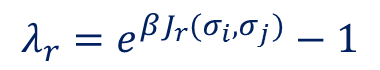 λ_r = e^{βJ_r(σ_i,σ_j)} − 1